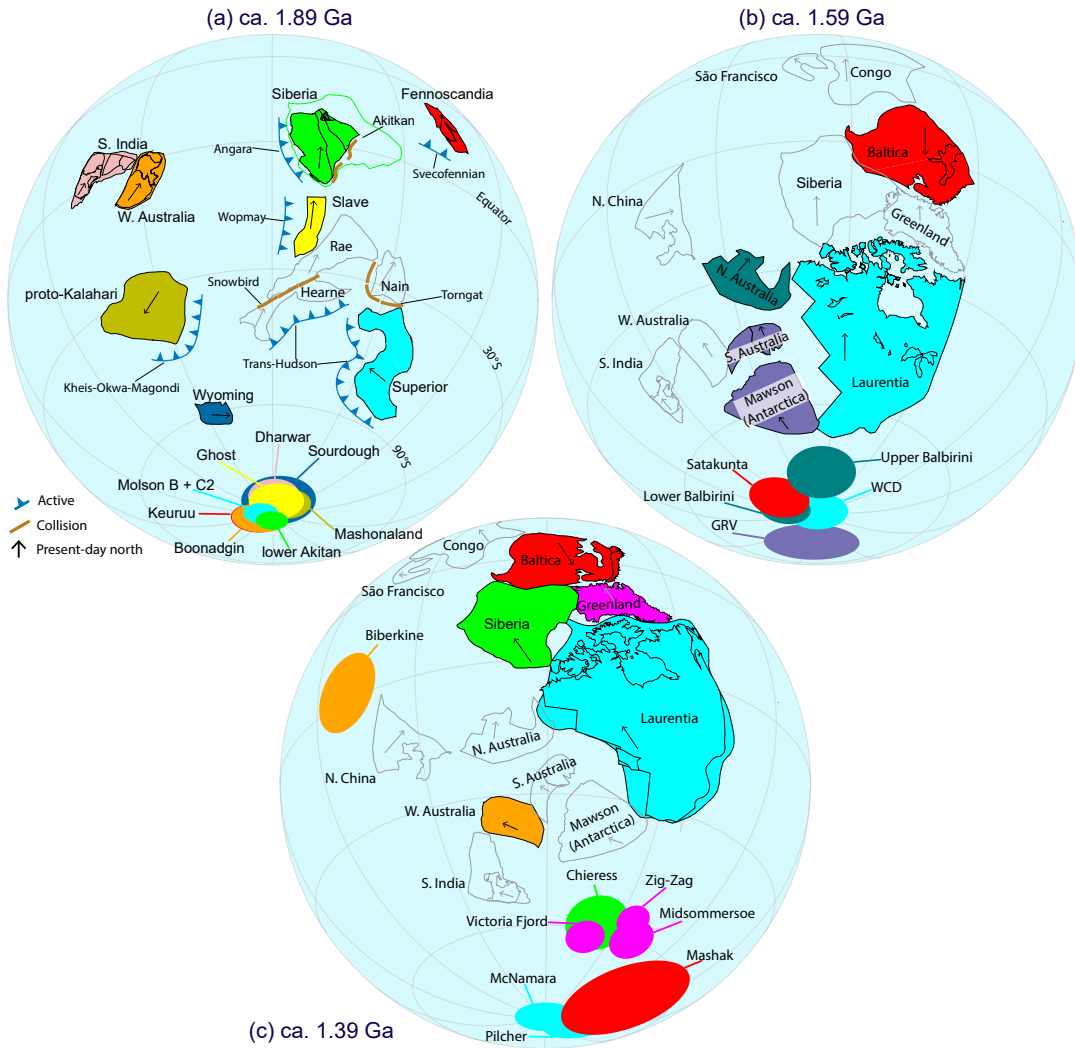 (a) ca. 1.89 Ga
Siberia
Fennoscandia
Akitkan
Angara
S. India
Svecofennian
W. Australia
Wopmay
Slave
Equator
Rae
Snowbird
Nain
proto-Kalahari
Hearne
Torngat
Trans-Hudson
30°S
Kheis-Okwa-Magondi
Superior
Wyoming
Dharwar
90°S
Ghost
Sourdough
Molson B + C2
Keuruu
Mashonaland
Boonadgin
lower Akitan
Active
Collision
Present-day north
(b) ca. 1.59 Ga
São Francisco
Congo
Baltica
N. China
Siberia
Greenland
N. Australia
W. Australia
S. Australia
S. India
Laurentia
Mawson
(Antarctica)
Satakunta
Upper Balbirini
Lower Balbirini
WCD
GRV
Congo
Baltica
São Francisco
Greenland
Siberia
Biberkine
Laurentia
N. Australia
N. China
S. Australia
W. Australia
Mawson
(Antarctica)
S. India
Chieress
Zig-Zag
Victoria Fjord
Midsommersoe
Mashak
McNamara
Pilcher
(c) ca. 1.39 Ga